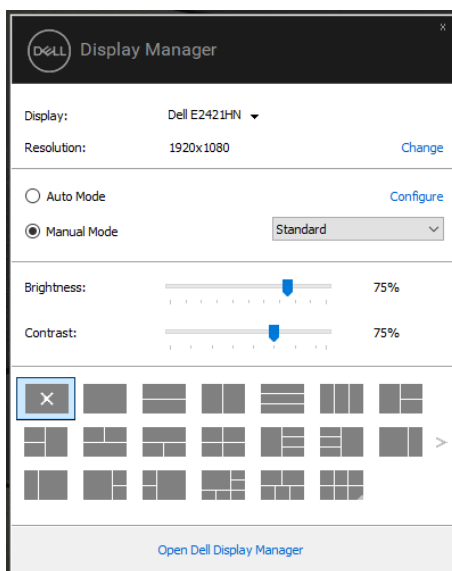 x
DELL Display Manager
Display: Dell E2421HN
Resolution: 1920x1080 Change
Auto Mode Configure
Manual Mode Standard
Brightness: 75%
Contrast: 75%
Open Dell Display Manager